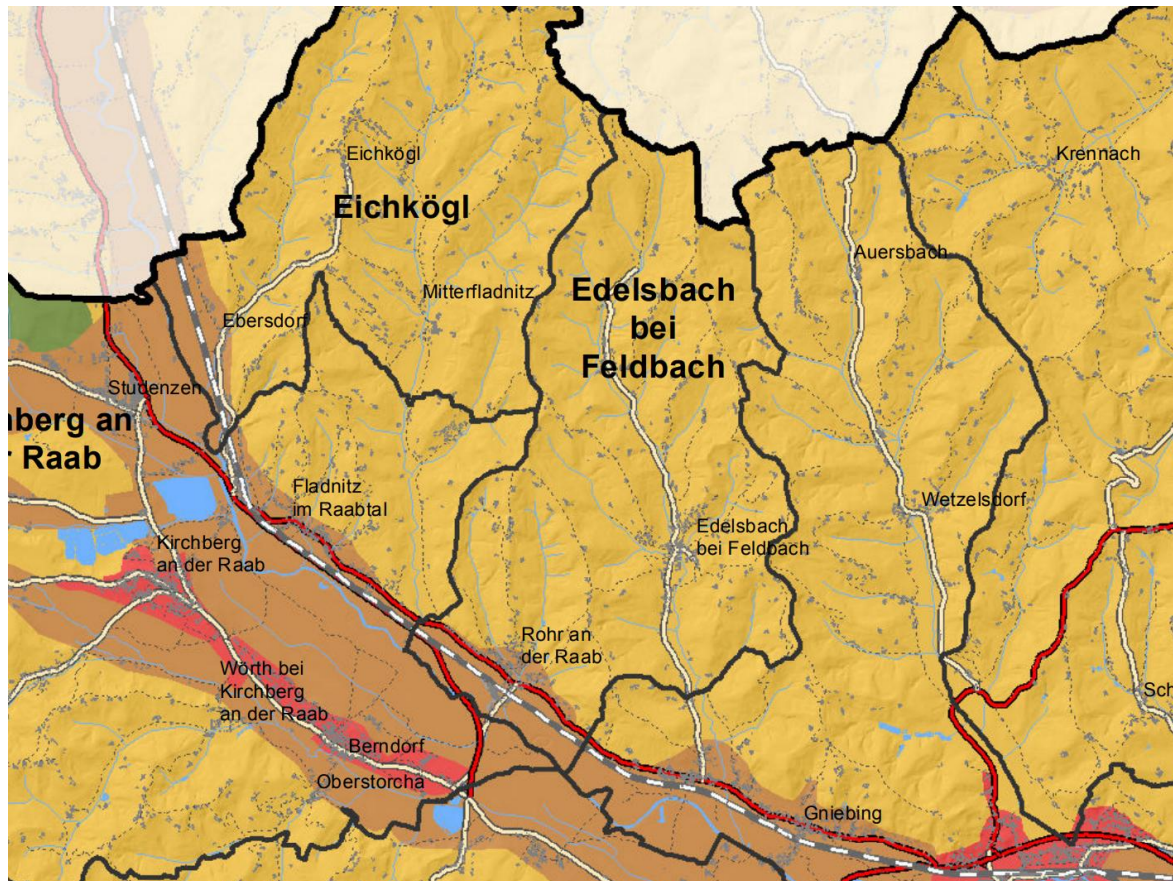 Eichkögl
Krennach
Eichkögl
Auersbach
Mitterfladnitz
Edelsbach
bei
Feldbach
Ebersdorf
Studenzen
berg an
Raab
Fladnitz
im Raabtal
Wetzelsdorf
Edelsbach
bei Feldbach
Kirchberg
an der Raab
Rohr an
der Raab
Wörth bei
Kirchberg
an der Raab
Sch
Berndorf
Oberstorcha
Gniebing